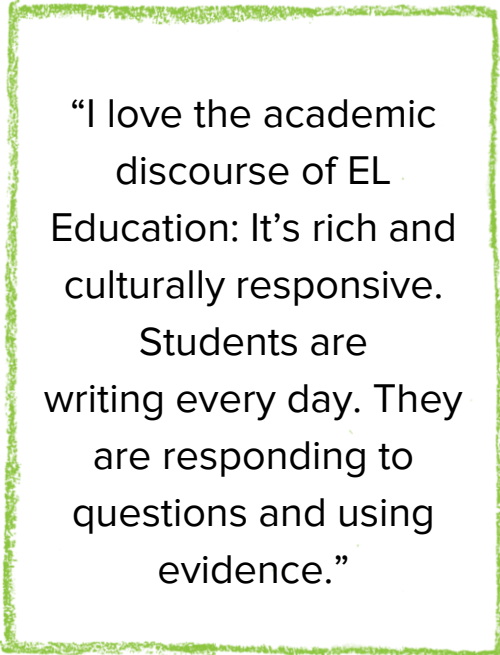 “I love the academic
discourse of EL
Education: It’s rich and
culturally responsive.
Students are
writing every day. They
are responding to
questions and using
evidence.”